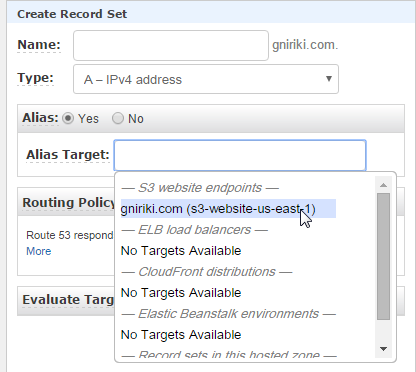 Create Record Set
Name: gniriki.com.
Type: A – IPv4 address
Alias: Yes No
Alias Target:
— S3 website endpoints —
gniriki.com (s3-website-us-east-1)
— ELB load balancers —
No Targets Available
— CloudFront distributions —
No Targets Available
— Elastic Beanstalk environments —
No Targets Available
— Record sets in this hosted zone —
Routing Policy
Route 53 respond
More
Evaluate Targ